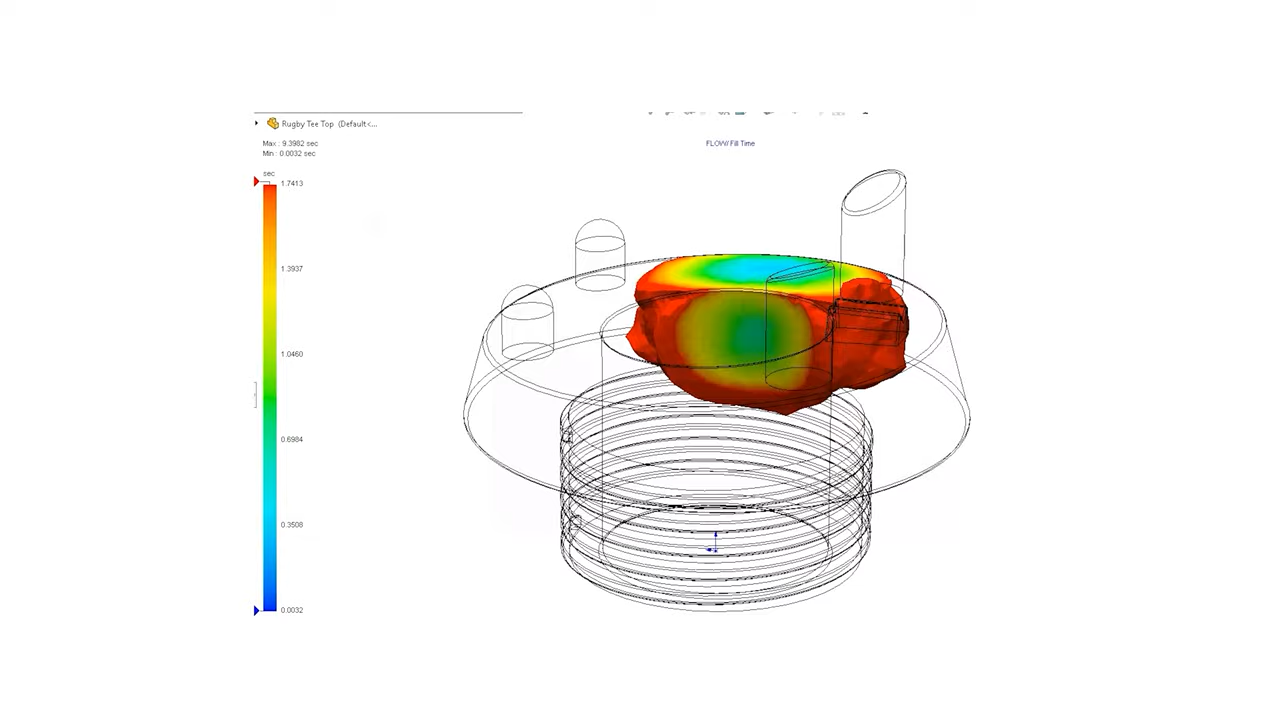 Rugby Tee Top (Default<...
Max : 9.3982 sec
Min : 0.0032 sec
FLOW/Fill Time
sec
1.7413
1.3937
1.0460
0.6984
0.3508
0.0032